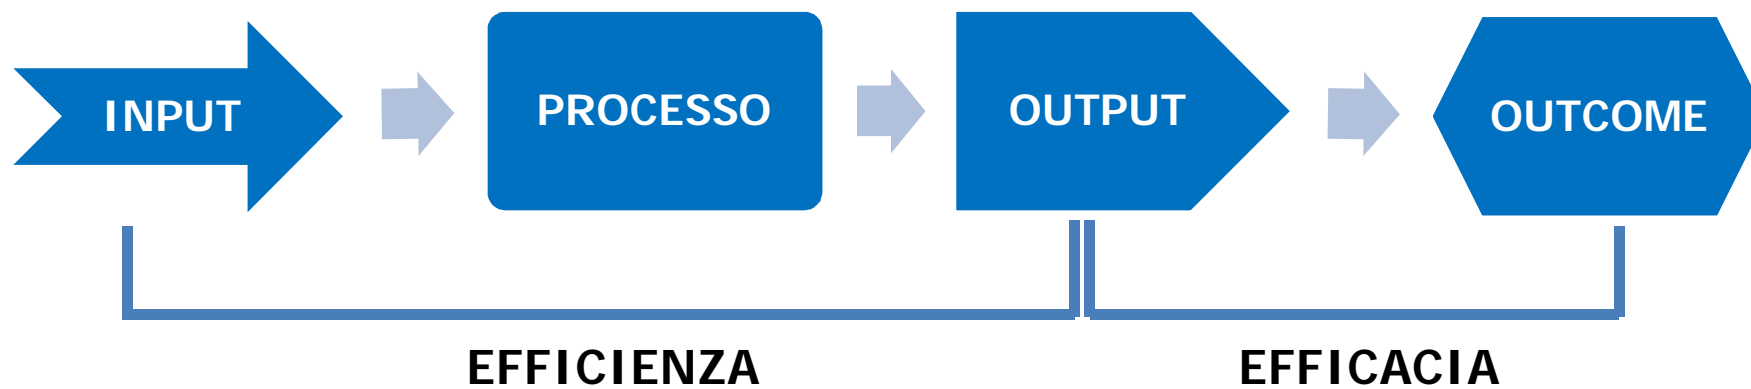 INPUT
PROCESSO
OUTPUT
OUTCOME
EFFICIENZA
EFFICACIA